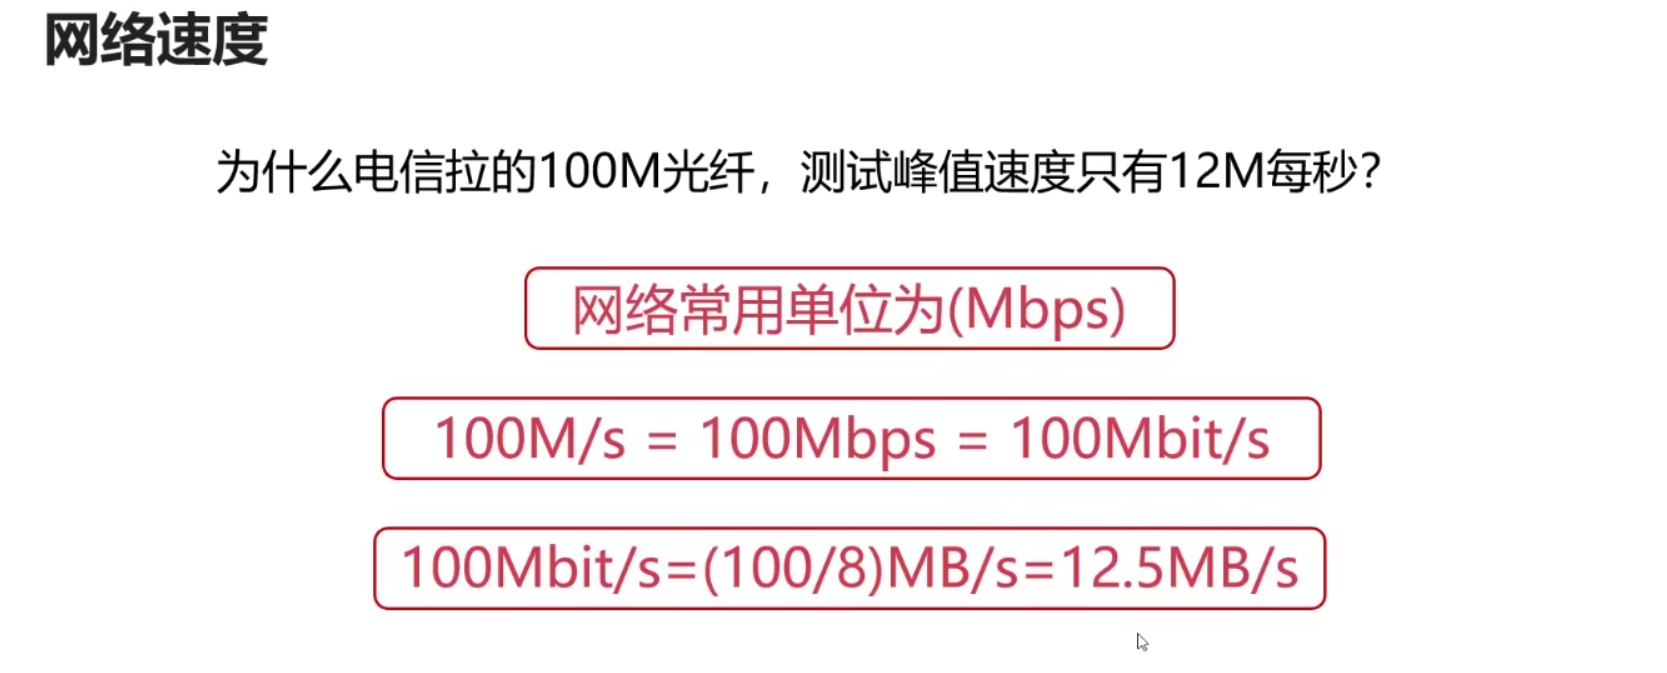 网络速度
为什么电信拉的100M光纤，测试峰值速度只有12M每秒？
网络常用单位为(Mbps)
100M/s = 100Mbps = 100Mbit/s
100Mbit/s=(100/8)MB/s=12.5MB/s